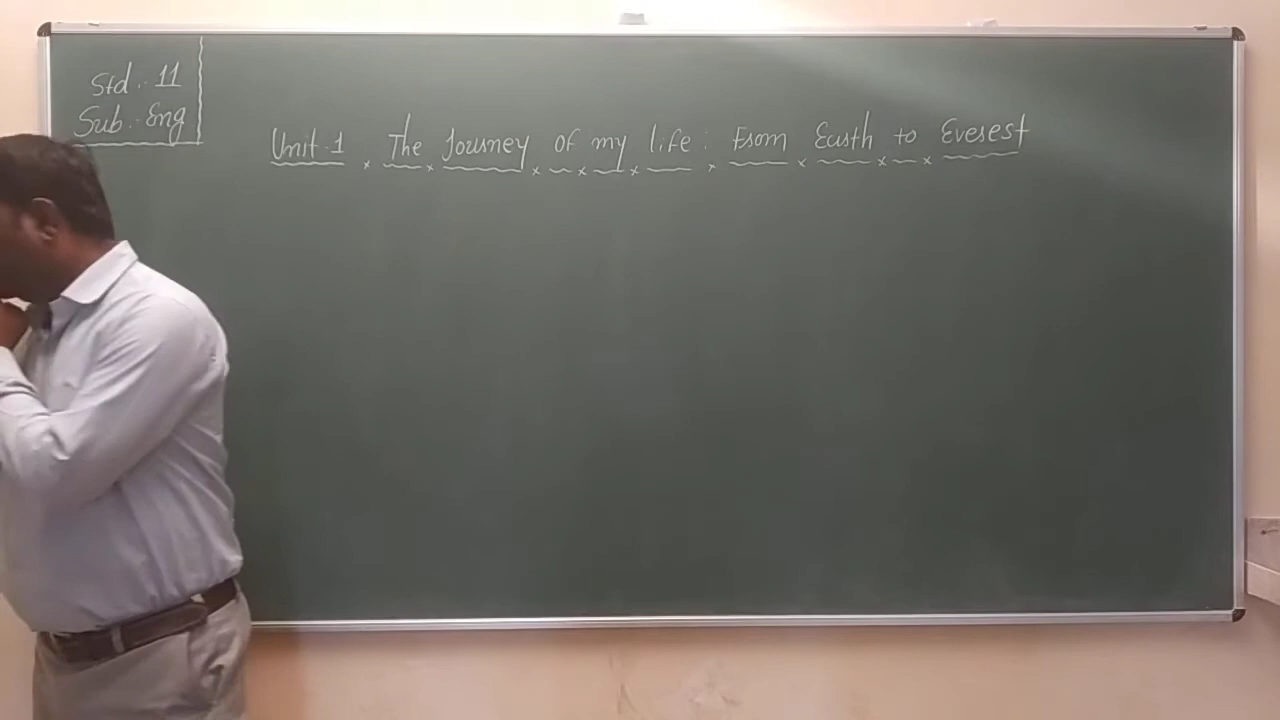 Std.: 11
Sub.: Eng
Unit.1 The Journey of my life: From Earth to Everest